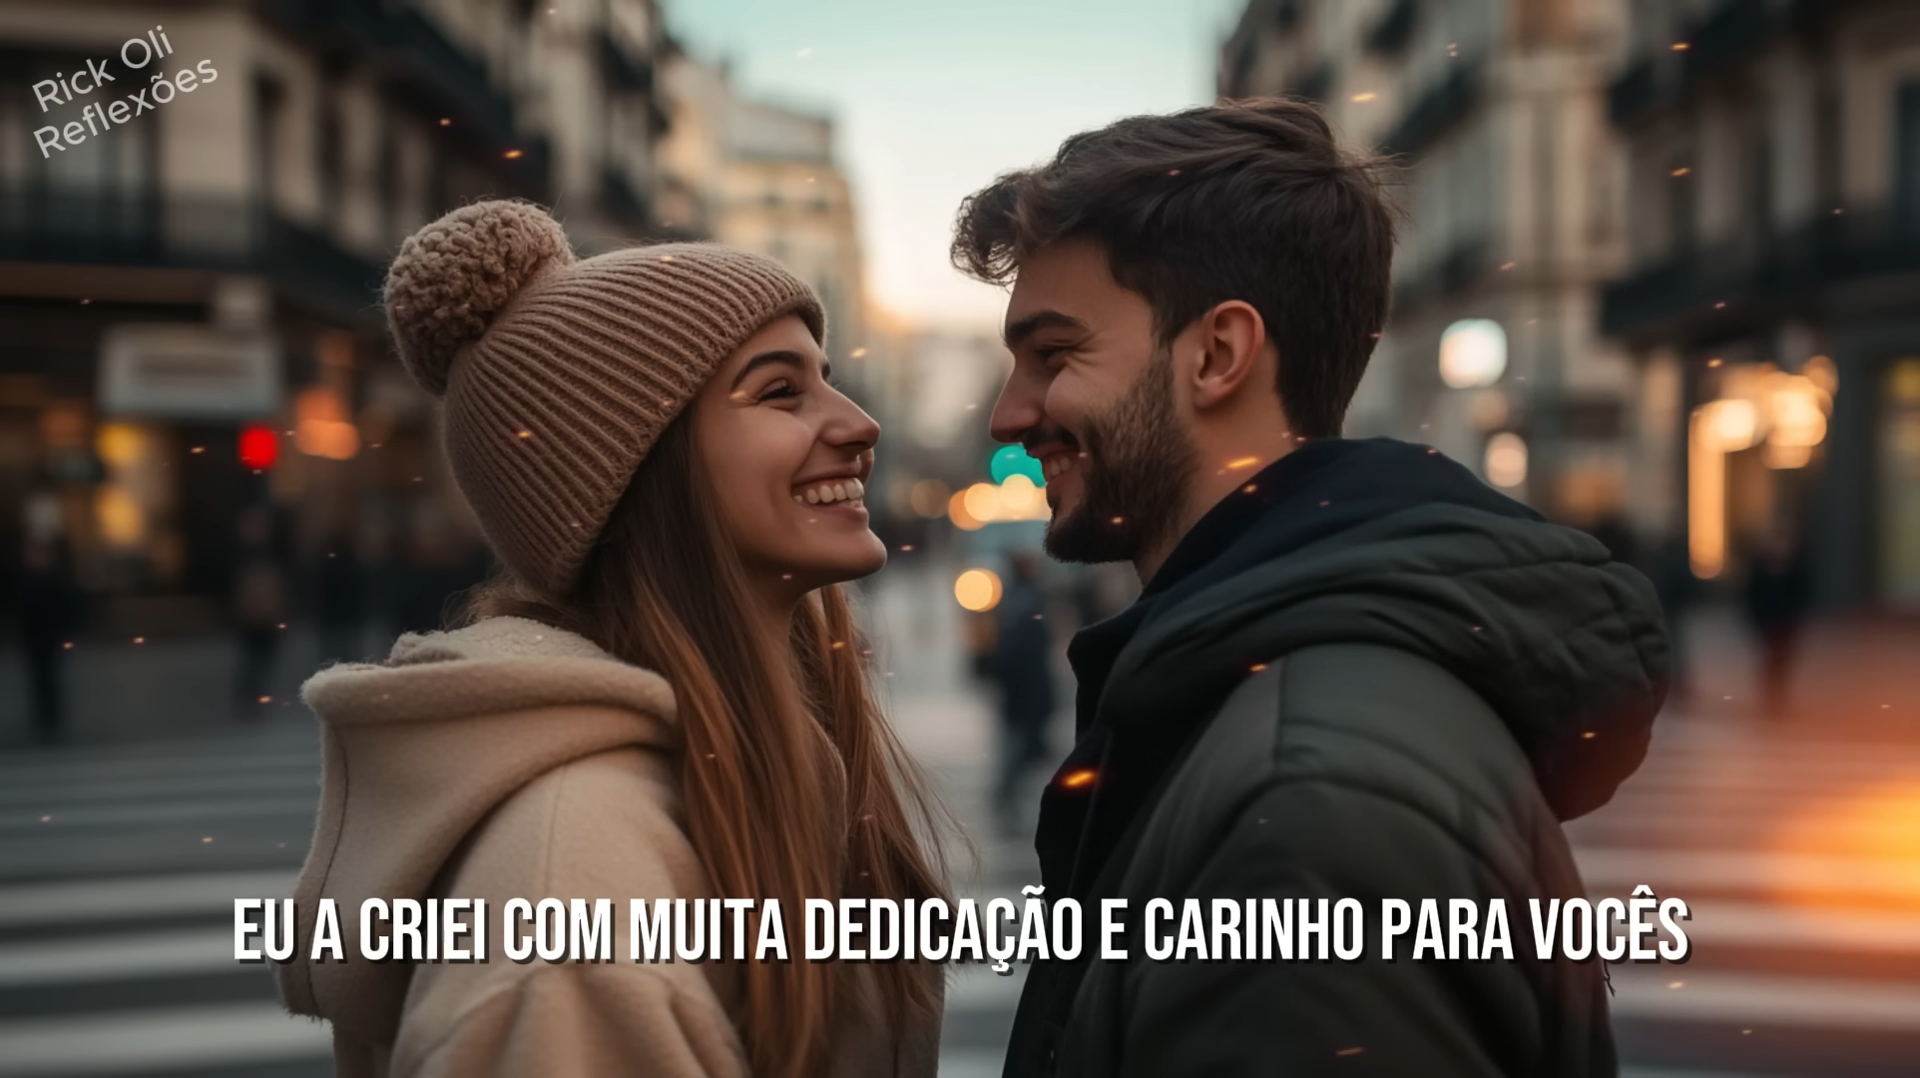 Rick Oli
Reflexões
EU A CRIEI COM MUITA DEDICAÇÃO E CARINHO PARA VOCÊS